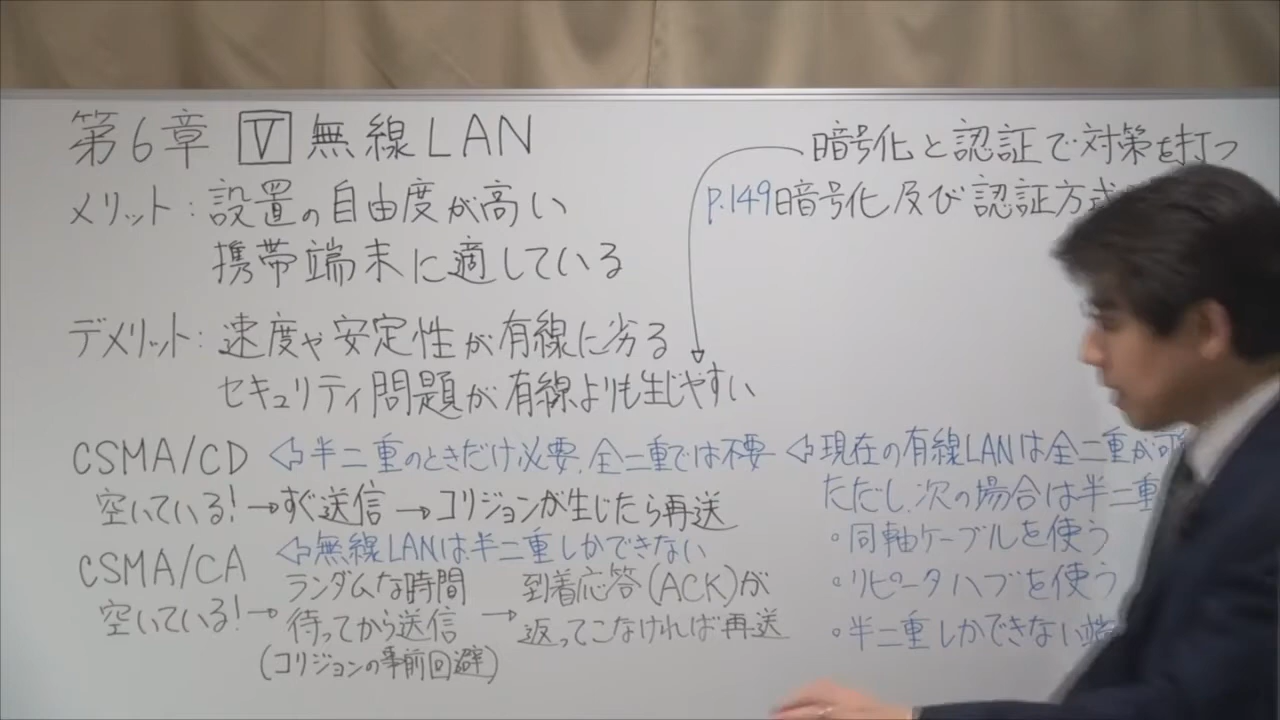 第6章 Ⅴ 無線LAN
メリット:設置の自由度が高い
携帯端末に適している
デメリット:速度や安定性が有線に劣る
セキュリティ問題が有線よりも生じやすい
暗号化と認証で対策を打つ
p.149暗号化及び認証方式
CSMA/CD ⇦半二重のときだけ必要、全二重では不要 ⇦現在の有線LANは全二重が可
ただし、次の場合は半二重
空いている!→すぐ送信→コリジョンが生じたら再送
・同軸ケーブルを使う
・リピータハブを使う
・半二重しかできない端
CSMA/CA ⇦無線LANは半二重しかできない
空いている!→ランダムな時間
待ってから送信
(コリジョンの事前回避)
→到着応答(ACK)が
返ってこなければ再送